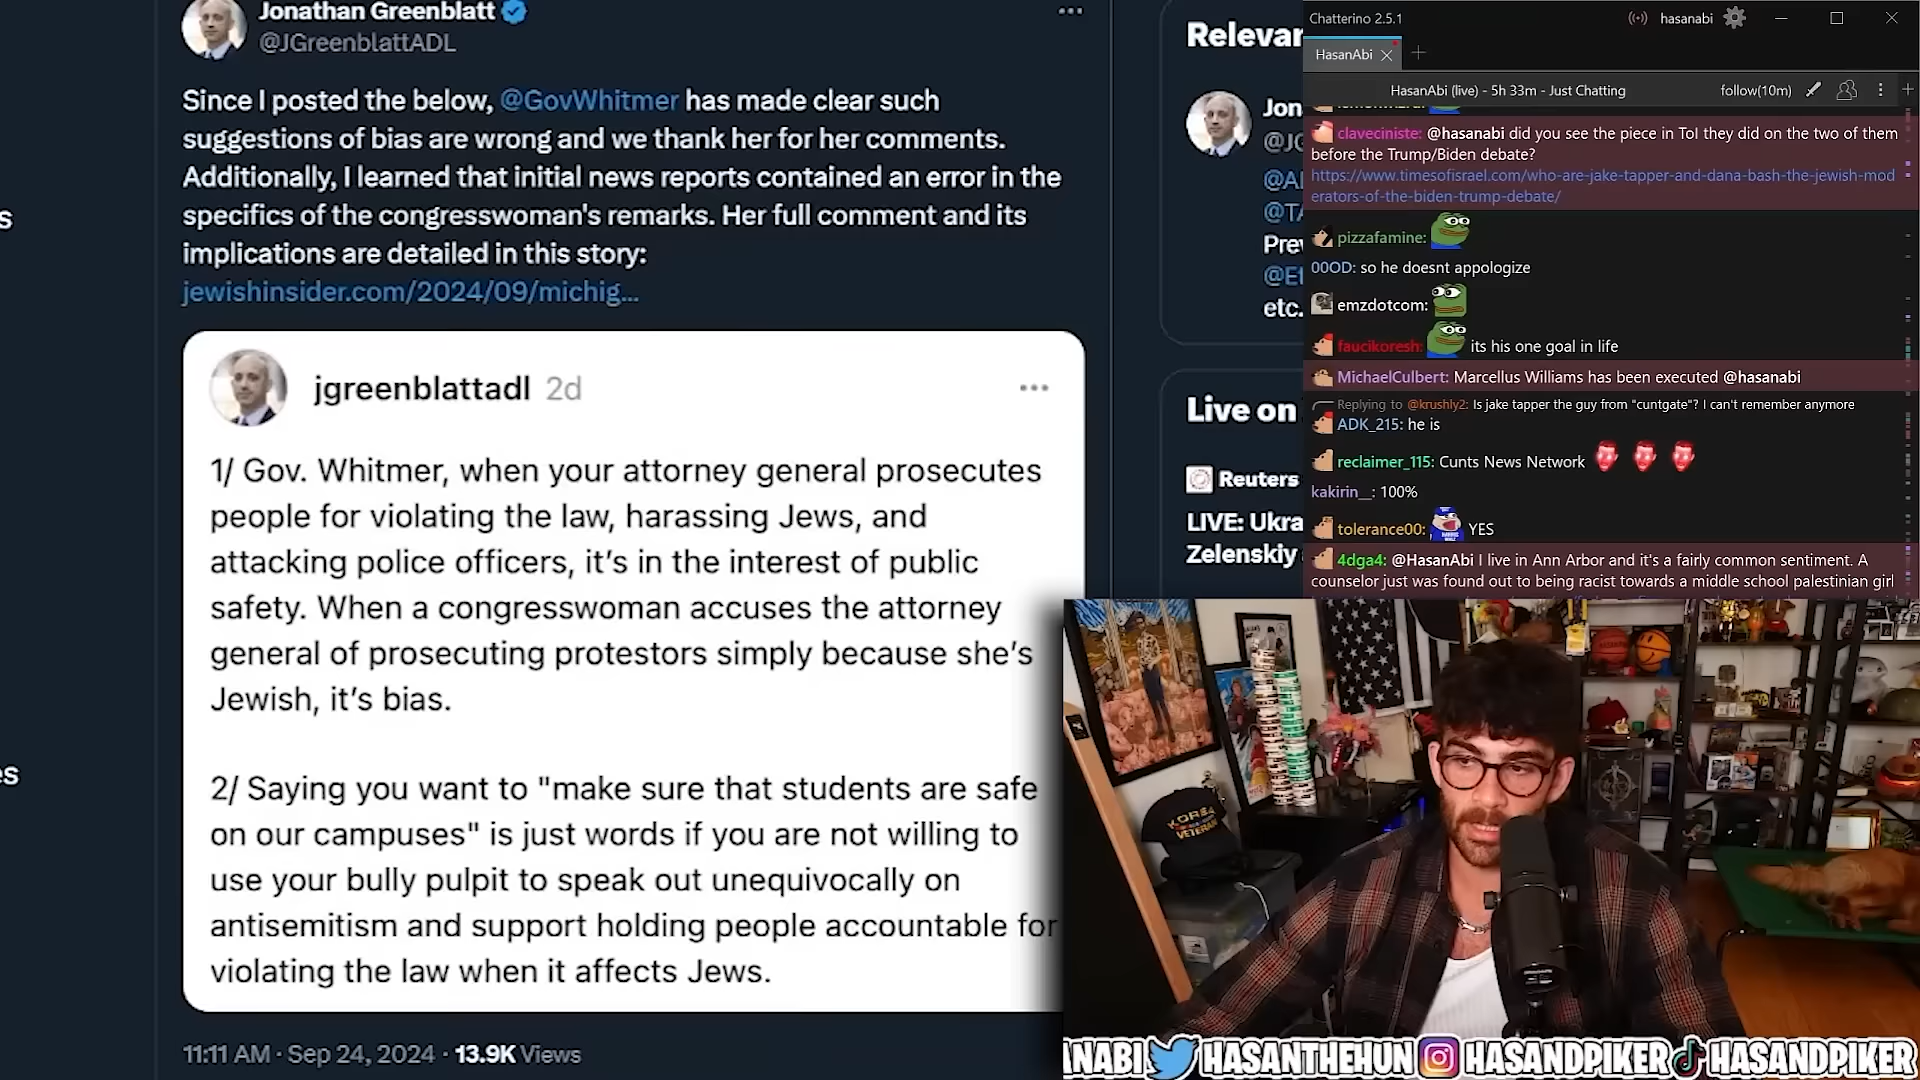 Jonathan Greenblatt
@JGreenblattADL
Since I posted the below, @GovWhitmer has made clear such
suggestions of bias are wrong and we thank her for her comments.
Additionally, I learned that initial news reports contained an error in the
specifics of the congresswoman's remarks. Her full comment and its
implications are detailed in this story:
jewishinsider.com/2024/09/michig...
jgreenblattadl 2d
1/ Gov. Whitmer, when your attorney general prosecutes
people for violating the law, harassing Jews, and
attacking police officers, it's in the interest of public
safety. When a congresswoman accuses the attorney
general of prosecuting protestors simply because she's
Jewish, it's bias.
2/ Saying you want to "make sure that students are safe
on our campuses" is just words if you are not willing to
use your bully pulpit to speak out unequivocally on
antisemitism and support holding people accountable for
violating the law when it affects Jews.
11:11 AM · Sep 24, 2024 · 13.9K Views
s
es
Relevan
Jon
@JG
@A
@TA
Prev
@Ef
etc.
Live on
Reuters
LIVE: Ukra
Zelenskiy
Chatterino 2.5.1
hasanabi
HasanAbi
HasanAbi (live) - 5h 33m - Just Chatting
follow(10m)
claveciniste: @hasanabi did you see the piece in ToI they did on the two of them
before the Trump/Biden debate?
https://www.timesofisrael.com/who-are-jake-tapper-and-dana-bash-the-jewish-mod
erators-of-the-biden-trump-debate/
pizzafamine:
00OD: so he doesnt appologize
emzdotcom:
faucikoresh: its his one goal in life
MichaelCulbert: Marcellus Williams has been executed @hasanabi
Replying to @krushly2: Is jake tapper the guy from "cuntgate"? I can't remember anymore
ADK_215: he is
reclaimer_115: Cunts News Network
kakirin__: 100%
tolerance00: YES
4dga4: @HasanAbi I live in Ann Arbor and it's a fairly common sentiment. A
counselor just was found out to being racist towards a middle school palestinian girl
KOREA
VETERAN
ANABI HASANTHEHUN HASANDPIKER HASANDPIKER